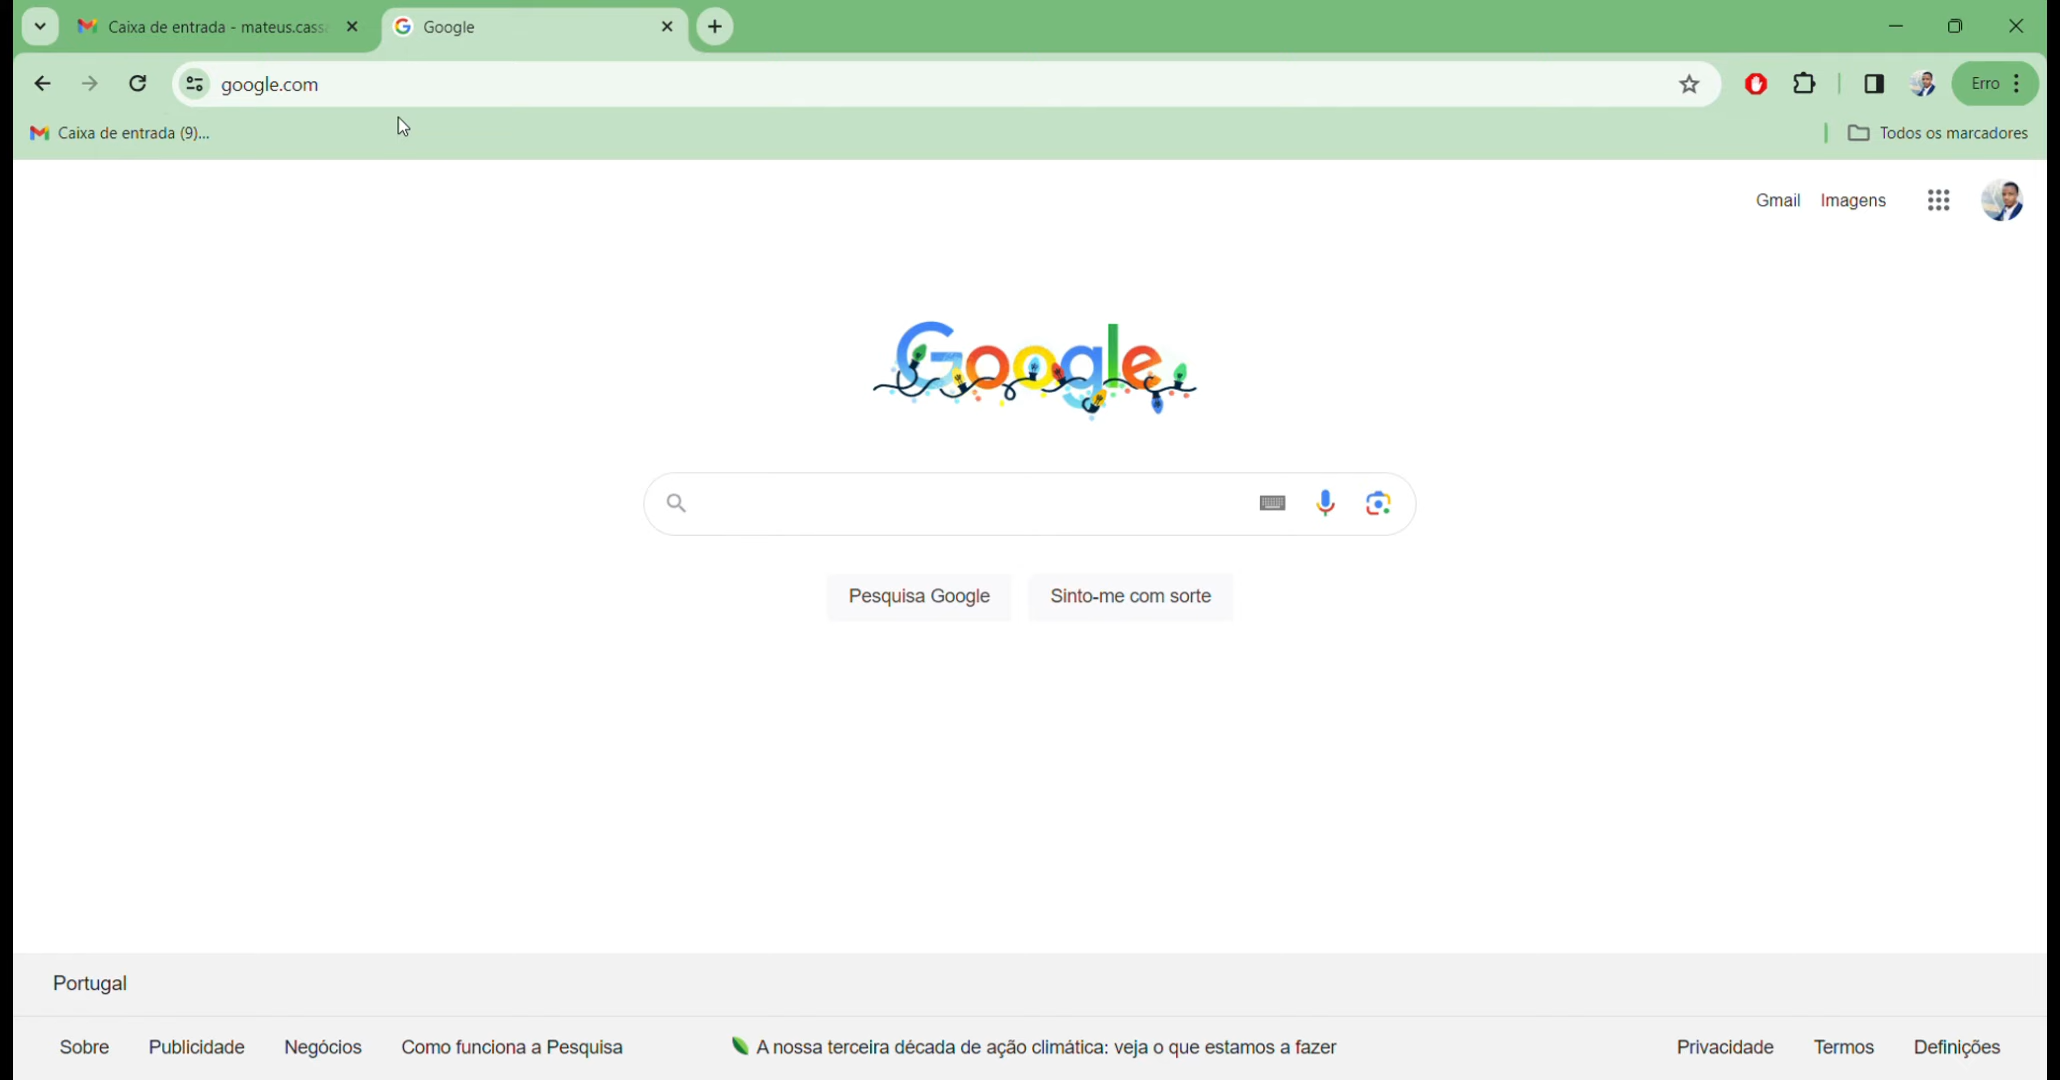 Caixa de entrada - mateus.cass
Google
google.com
Erro
Caixa de entrada (9)...
Todos os marcadores
Gmail Imagens
Google
Pesquisa Google Sinto-me com sorte
Portugal
Sobre Publicidade Negócios Como funciona a Pesquisa A nossa terceira década de ação climática: veja o que estamos a fazer Privacidade Termos Definições